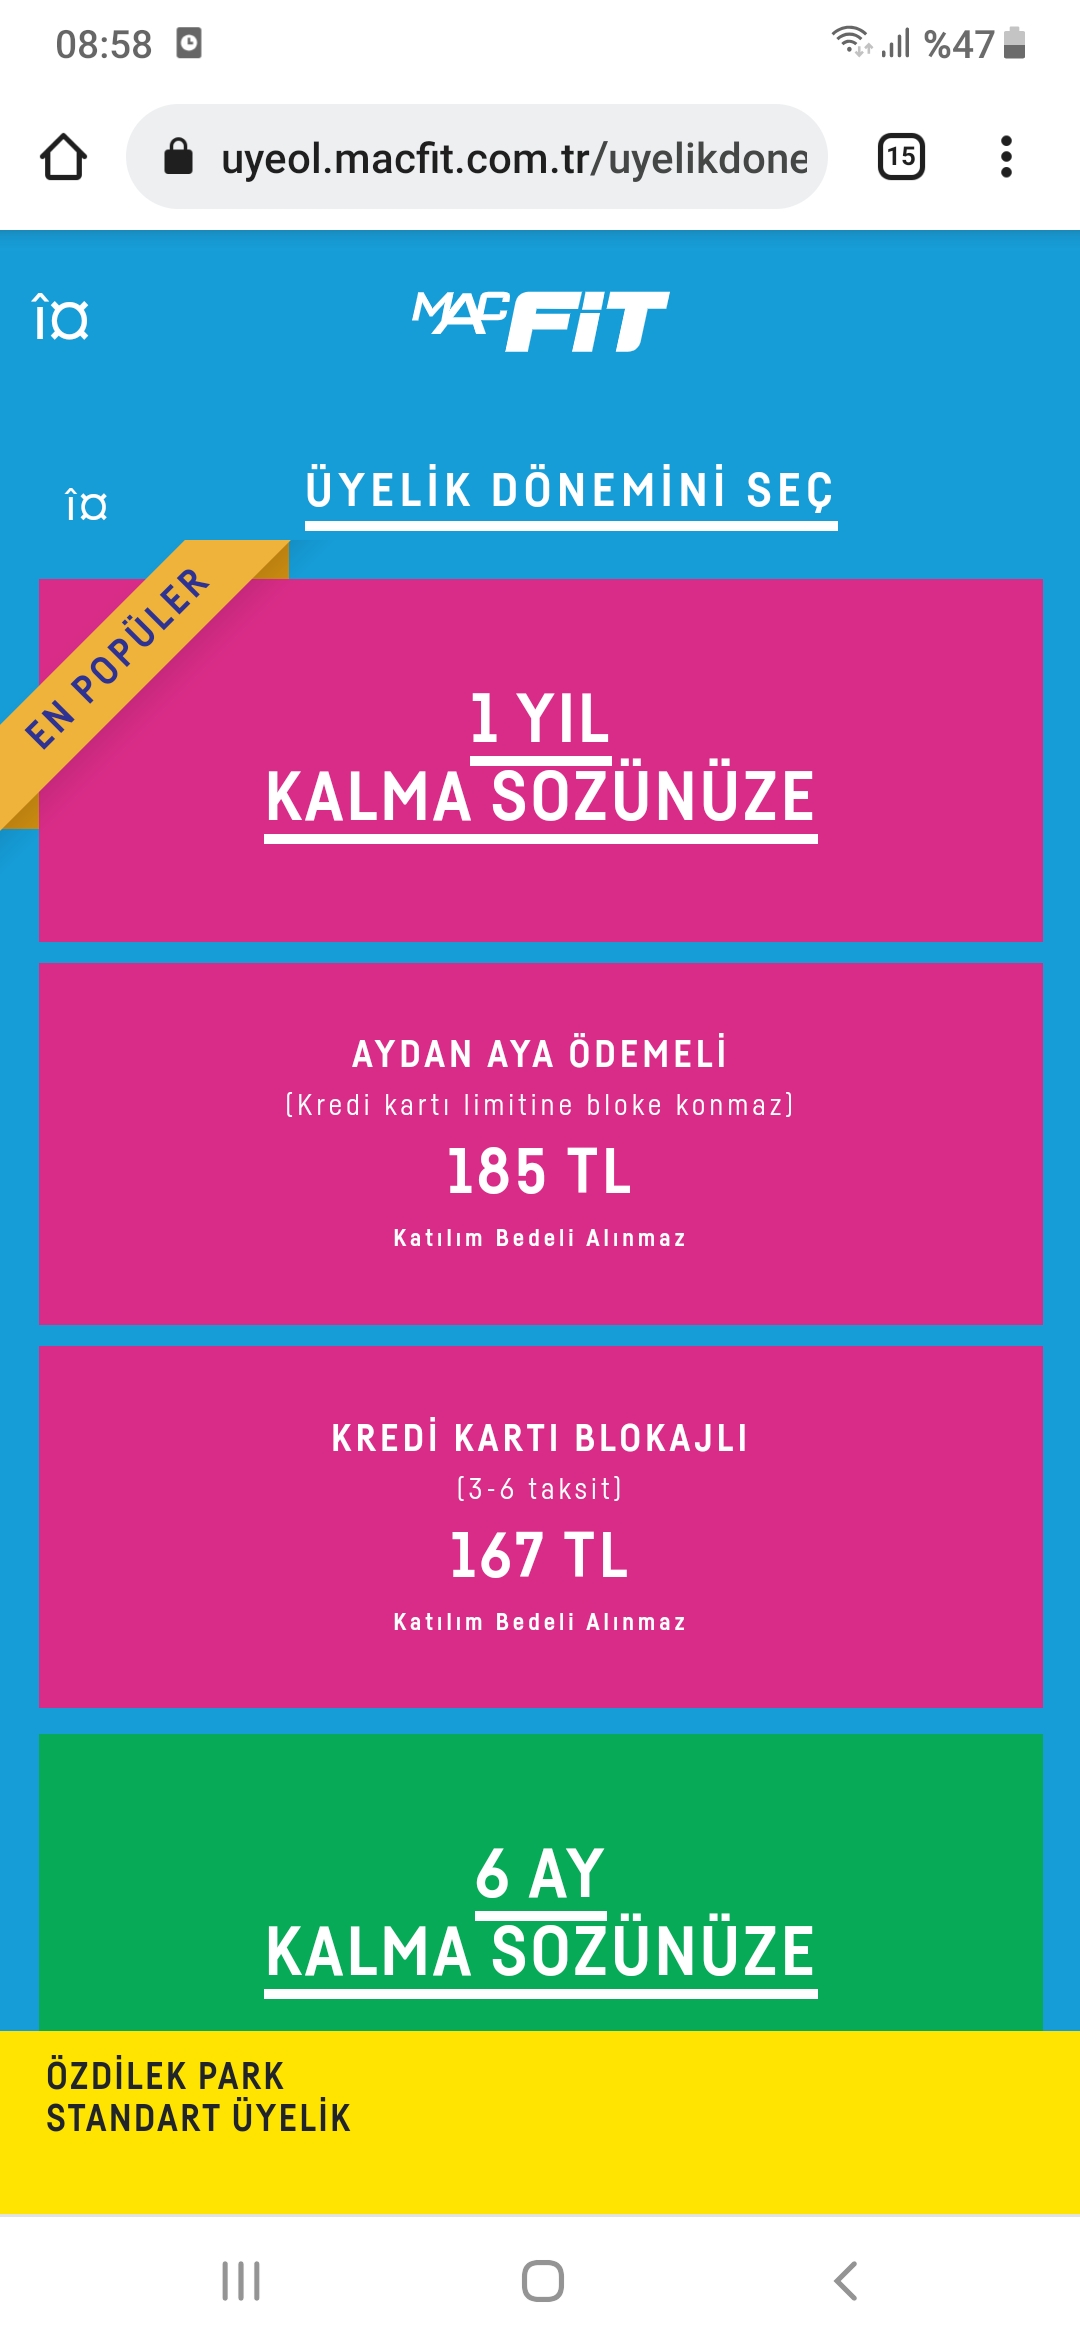 08:58
%47
uyeol.macfit.com.tr/uyelikdone
15
î¤
MAC FiT
î¤
ÜYELİK DÖNEMİNİ SEÇ
EN POPÜLER
1 YIL
KALMA SÖZÜNÜZE
AYDAN AYA ÖDEMELİ
(Kredi kartı limitine bloke konmaz)
185 TL
Katılım Bedeli Alınmaz
KREDİ KARTI BLOKAJLI
(3-6 taksit)
167 TL
Katılım Bedeli Alınmaz
6 AY
KALMA SÖZÜNÜZE
ÖZDİLEK PARK
STANDART ÜYELİK